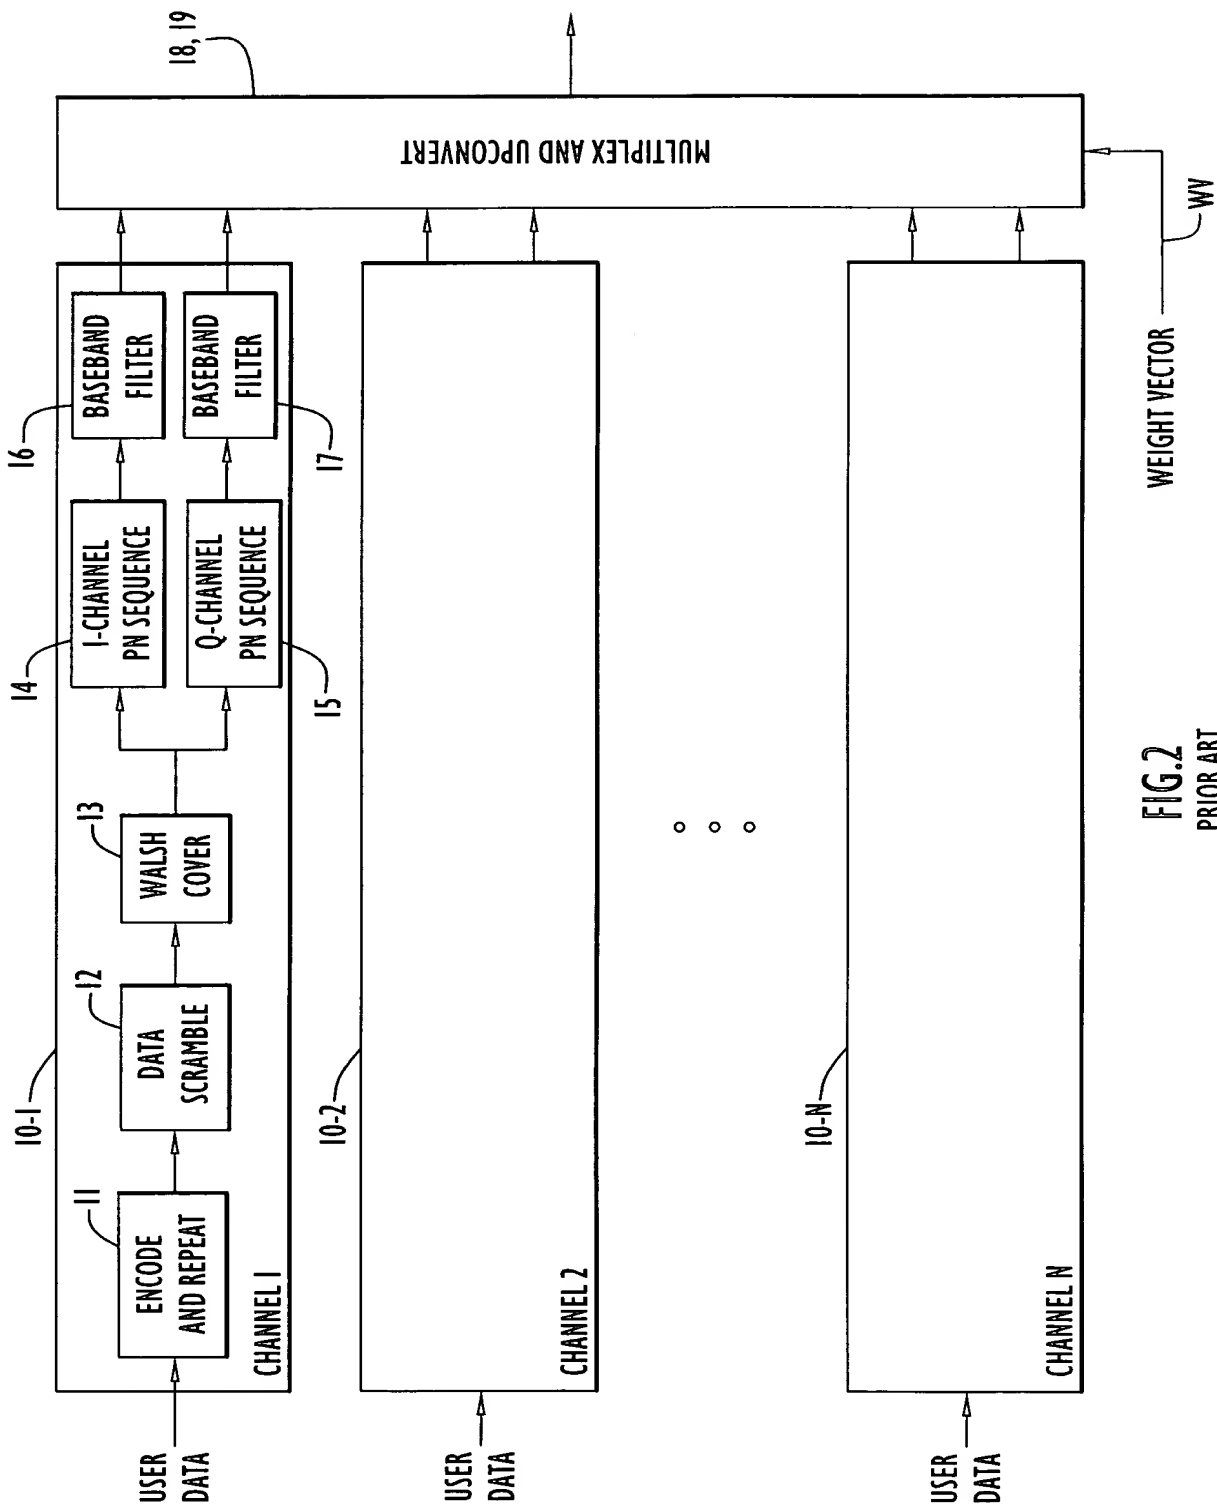 USER
DATA
10-1
11
ENCODE
AND REPEAT
12
DATA
SCRAMBLE
13
WALSH
COVER
14
I-CHANNEL
PN SEQUENCE
16
BASEBAND
FILTER
Q-CHANNEL
PN SEQUENCE
15
BASEBAND
FILTER
17
CHANNEL 1
USER
DATA
10-2
CHANNEL 2
USER
DATA
10-N
CHANNEL N
18, 19
MULTIPLEX AND UPCONVERT
WEIGHT VECTOR
WV
FIG.2
PRIOR ART